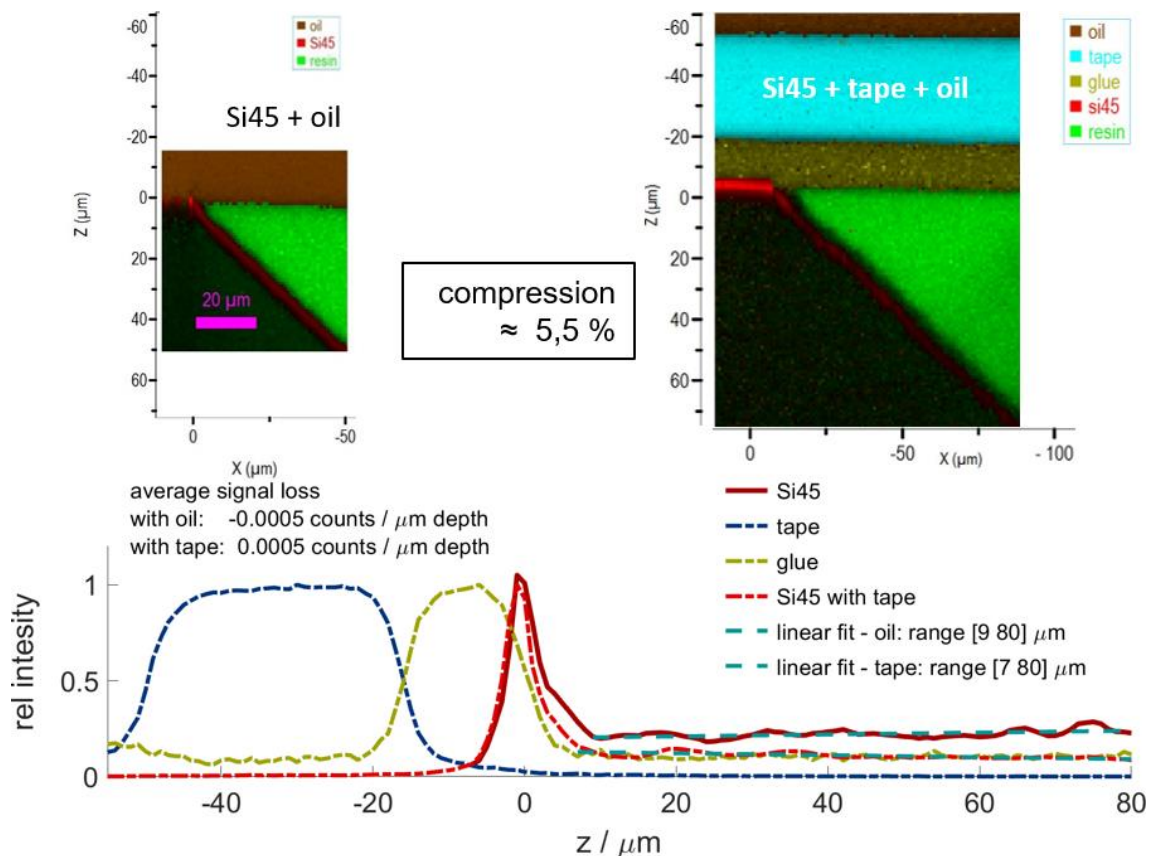 -60
-40
-20
0
20
40
60
Z (µm)
oil
Si45
resin
Si45 + oil
20 µm
0
-50
X (µm)
compression
≈ 5,5 %
-60
-40
-20
0
20
40
60
Z (µm)
oil
tape
glue
si45
resin
Si45 + tape + oil
0
-50
X (µm)
- 100
average signal loss
with oil: -0.0005 counts / µm depth
with tape: 0.0005 counts / µm depth
Si45
tape
glue
Si45 with tape
linear fit - oil: range [9 80] µm
linear fit - tape: range [7 80] µm
1
0.5
0
rel intesity
-40
-20
0
20
40
60
80
z / µm